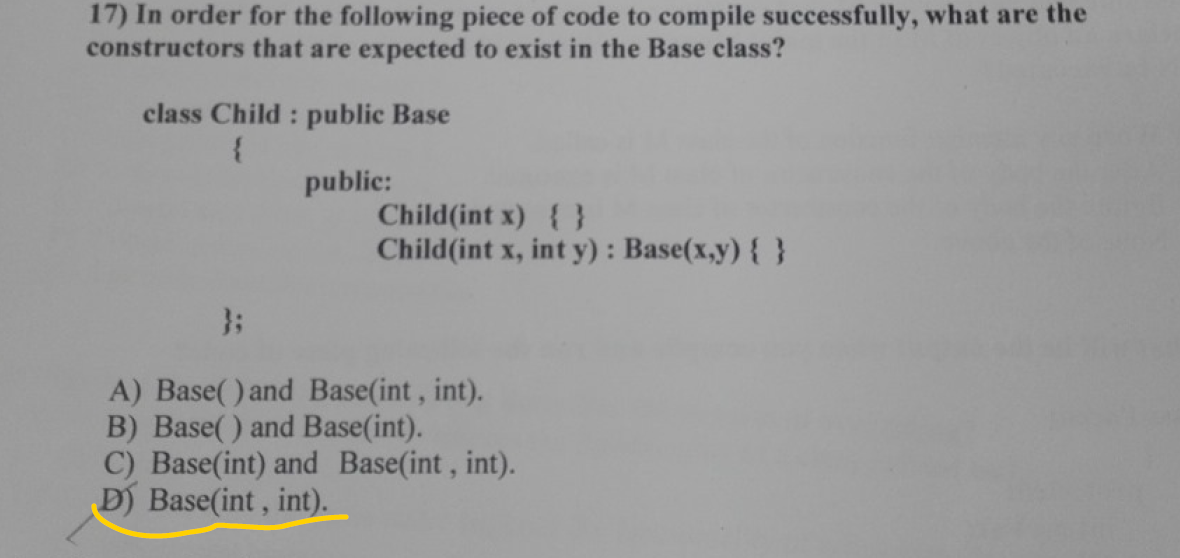 17) In order for the following piece of code to compile successfully, what are the
constructors that are expected to exist in the Base class?
class Child : public Base
{
public:
Child(int x) { }
Child(int x, int y) : Base(x,y) { }
};
A) Base( ) and Base(int , int).
B) Base( ) and Base(int).
C) Base(int) and Base(int , int).
D) Base(int , int).